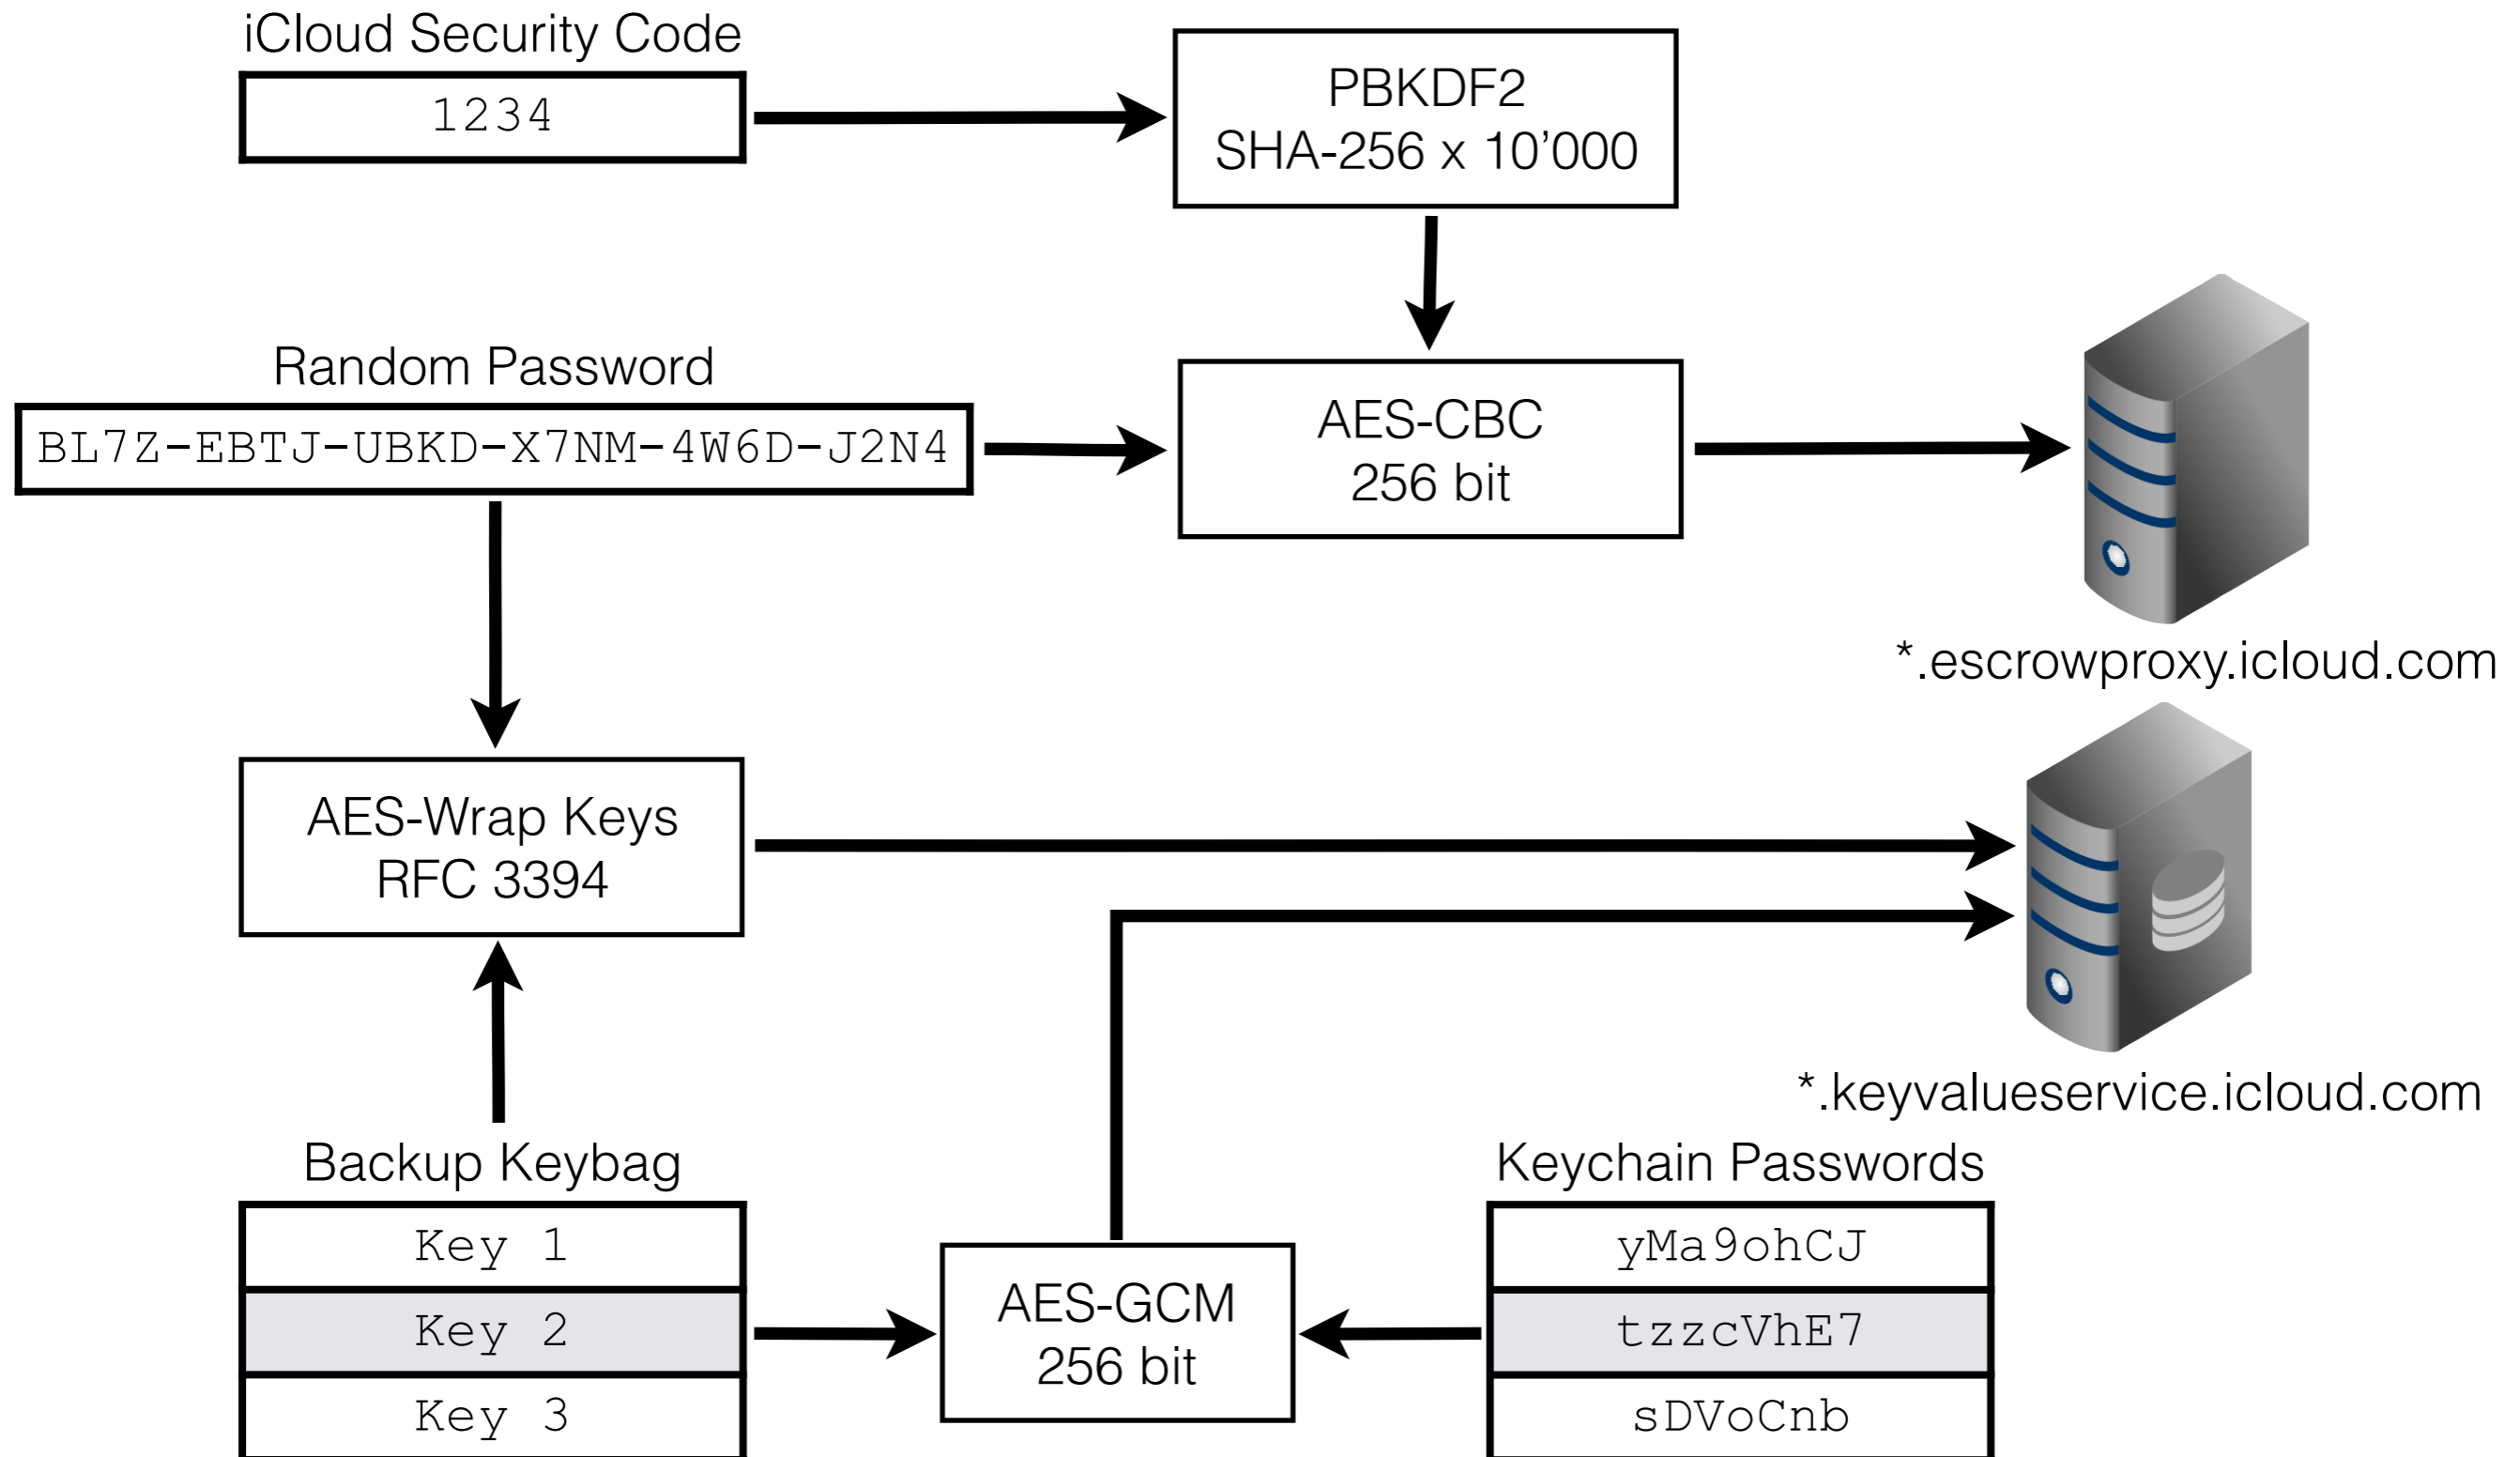 iCloud Security Code
1234
PBKDF2
SHA-256 x 10’000
Random Password
BL7Z-EBTJ-UBKD-X7NM-4W6D-J2N4
AES-CBC
256 bit
*.escrowproxy.icloud.com
AES-Wrap Keys
RFC 3394
*.keyvalueservice.icloud.com
Backup Keybag
Key 1
Key 2
Key 3
AES-GCM
256 bit
Keychain Passwords
yMa9ohCJ
tzzcVhE7
sDVoCnb